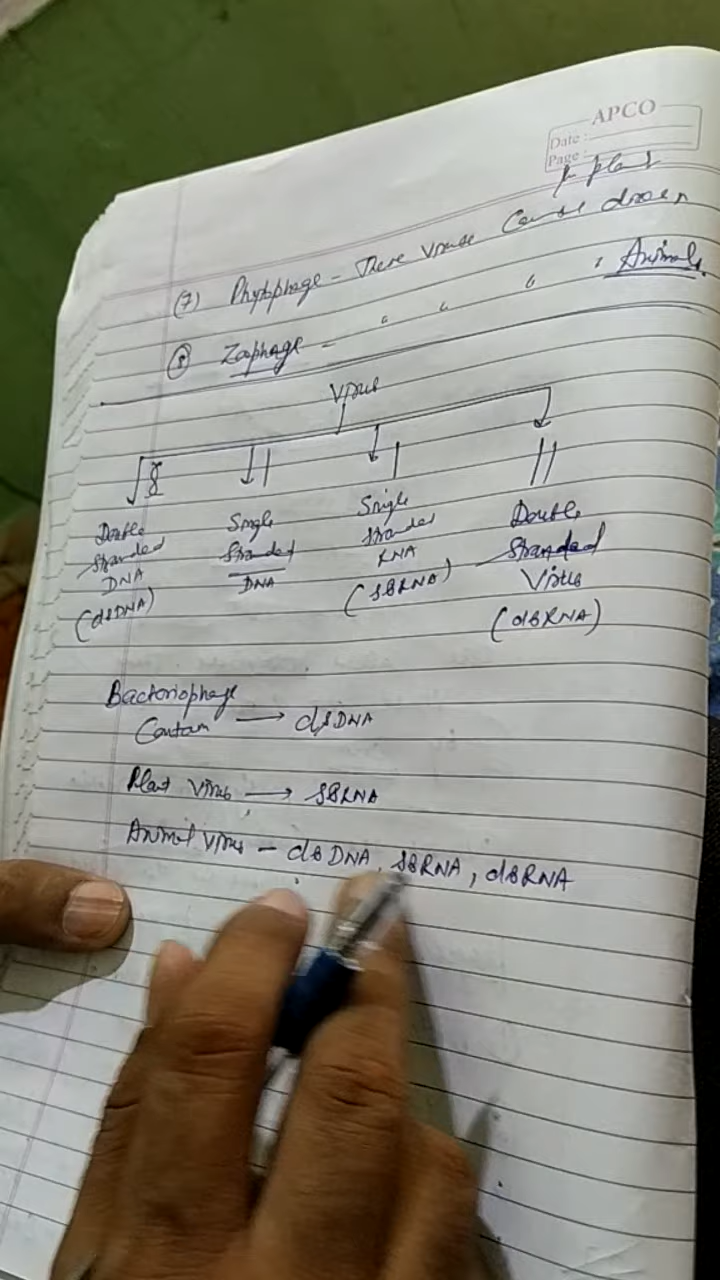 APCO
Date :
Page :
in plant
(7) Phytophage - These viruse cause
(8) Zoophage - " " " " Animals.
Virus
Double Stranded DNA (dsDNA)
Single Stranded DNA
Single Stranded RNA (ssRNA)
Double Stranded Virus (dsRNA)
Bacteriophage
Contain → dsDNA
Plant virus → ssRNA
Animal virus - dsDNA, ssRNA, dsRNA